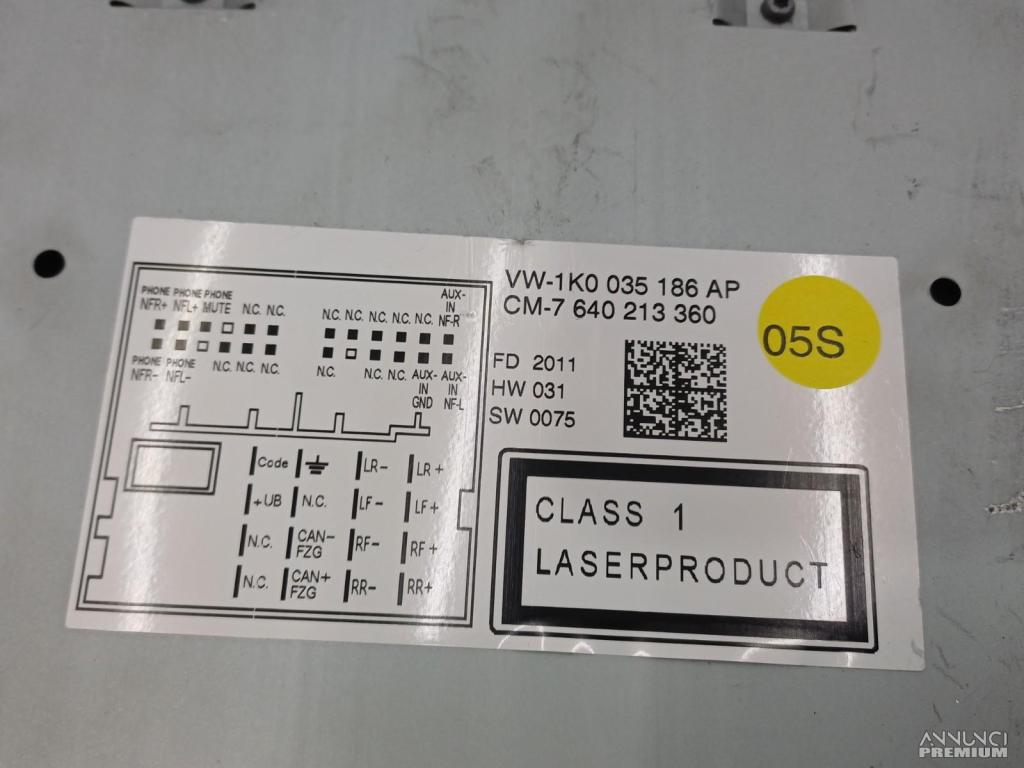 VW-1K0 035 186 AP
CM-7 640 213 360
05S
FD 2011
HW 031
SW 0075
CLASS 1
LASERPRODUCT
PHONE PHONE PHONE
NFR+ NFL+ MUTE N.C. N.C.
PHONE PHONE
NFR- NFL- N.C. N.C. N.C.
AUX-
IN
N.C. N.C. N.C. N.C. N.C. NF-R
N.C. N.C. N.C. AUX- AUX-
IN IN
GND NF-L
Code LR- LR+
+UB N.C. LF- LF+
N.C. CAN- FZG RF- RF+
N.C. CAN+ FZG RR- RR+
ANNUNCI
PREMIUM